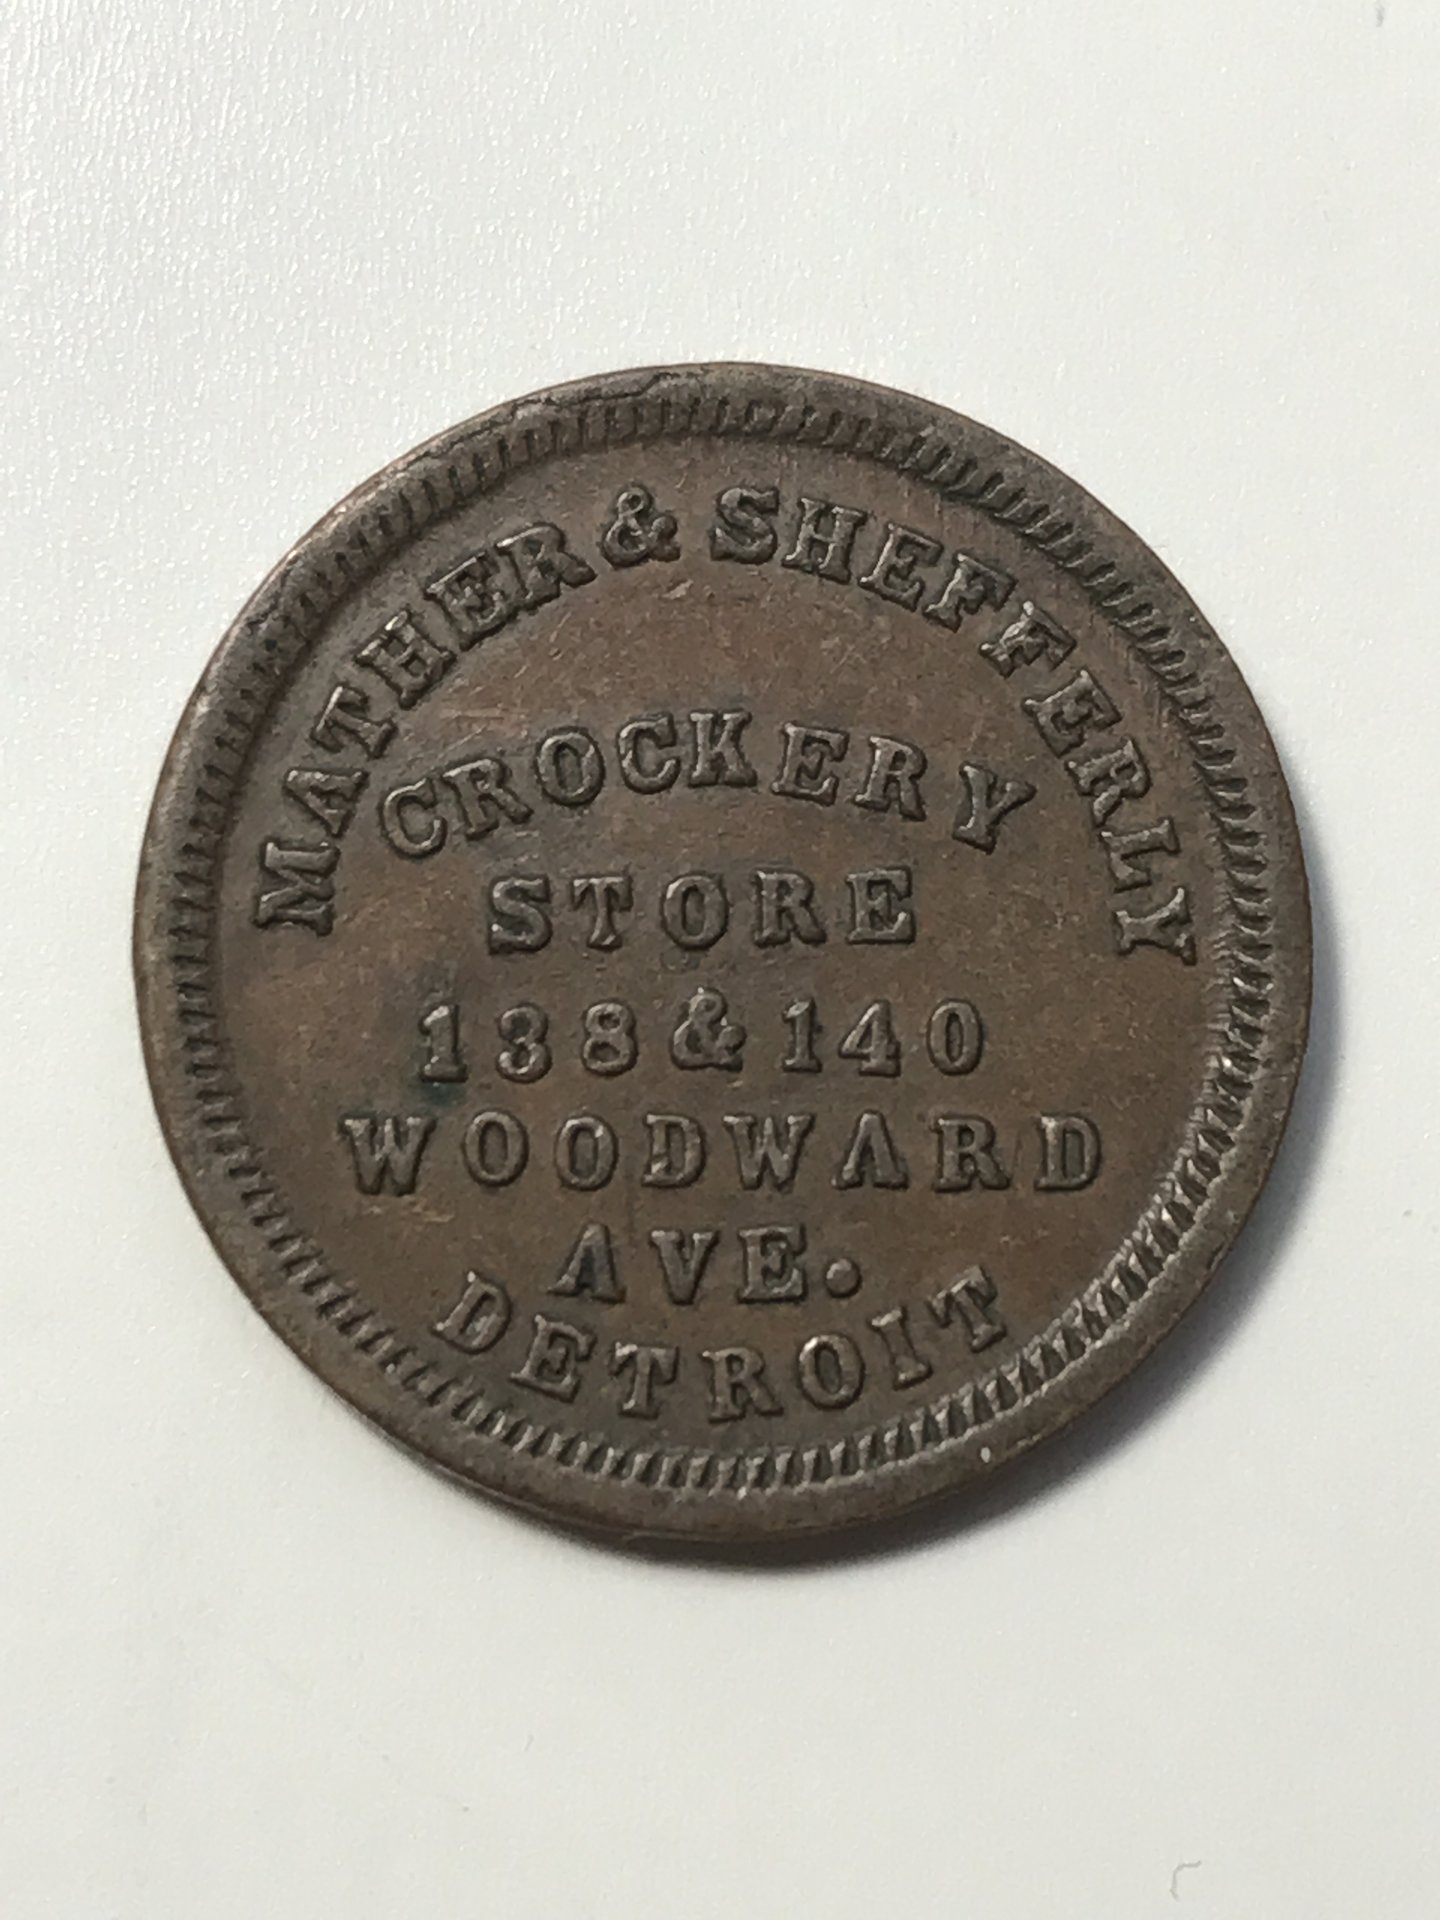 MATHER & SHEFFERLY
CROCKERY
STORE
138 & 140
WOODWARD
AVE.
DETROIT